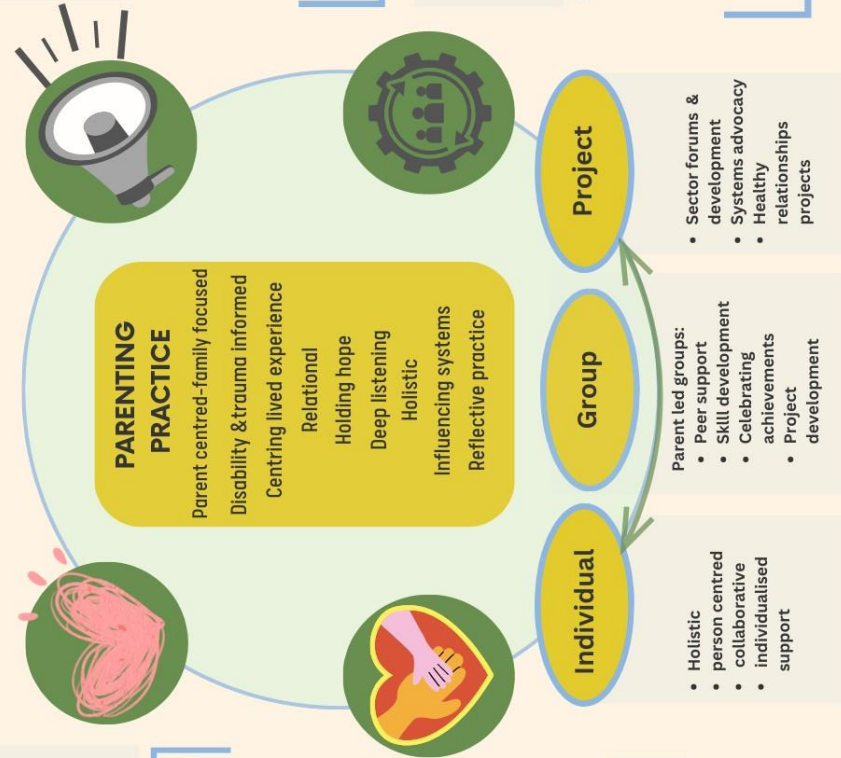 PARENTING
PRACTICE
Parent centred-family focused
Disability &trauma informed
Centring lived experience
Relational
Holding hope
Deep listening
Holistic
Influencing systems
Reflective practice
Individual
• Holistic
• person centred
• collaborative
• individualised
support
Group
Parent led groups:
• Peer support
• Skill development
• Celebrating
achievements
• Project
development
Project
• Sector forums &
development
• Systems advocacy
• Healthy
relationships
projects